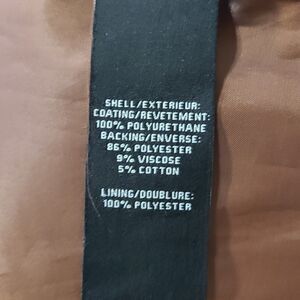 SHELL/EXTERIEUR:
COATING/REVETEMENT:
100% POLYURETHANE
BACKING/ENVERSE:
86% POLYESTER
9% VISCOSE
5% COTTON
LINING/DOUBLURE:
100% POLYESTER